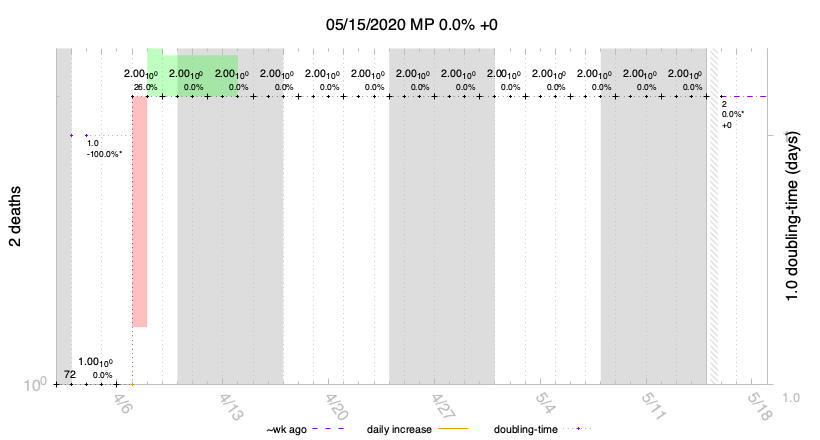 05/15/2020 MP 0.0% +0
2.0010⁰ 2.0010⁰ 2.0010⁰ 2.0010⁰ 2.0010⁰ 2.0010⁰ 2.0010⁰ 2.0010⁰ 2.0010⁰ 2.0010⁰ 2.0010⁰ 2.0010⁰ 2.0010⁰
0.0% 0.0% 0.0% 0.0% 0.0% 0.0% 0.0% 0.0% 0.0% 0.0% 0.0% 0.0%
2
0.0%*
+0
1.0
-100.0%*
2 deaths
1.0 doubling-time (days)
1.0010⁰
72 0.0%
10⁰
1.0
4/6 4/13 4/20 4/27 5/4 5/11 5/18
~wk ago daily increase doubling-time